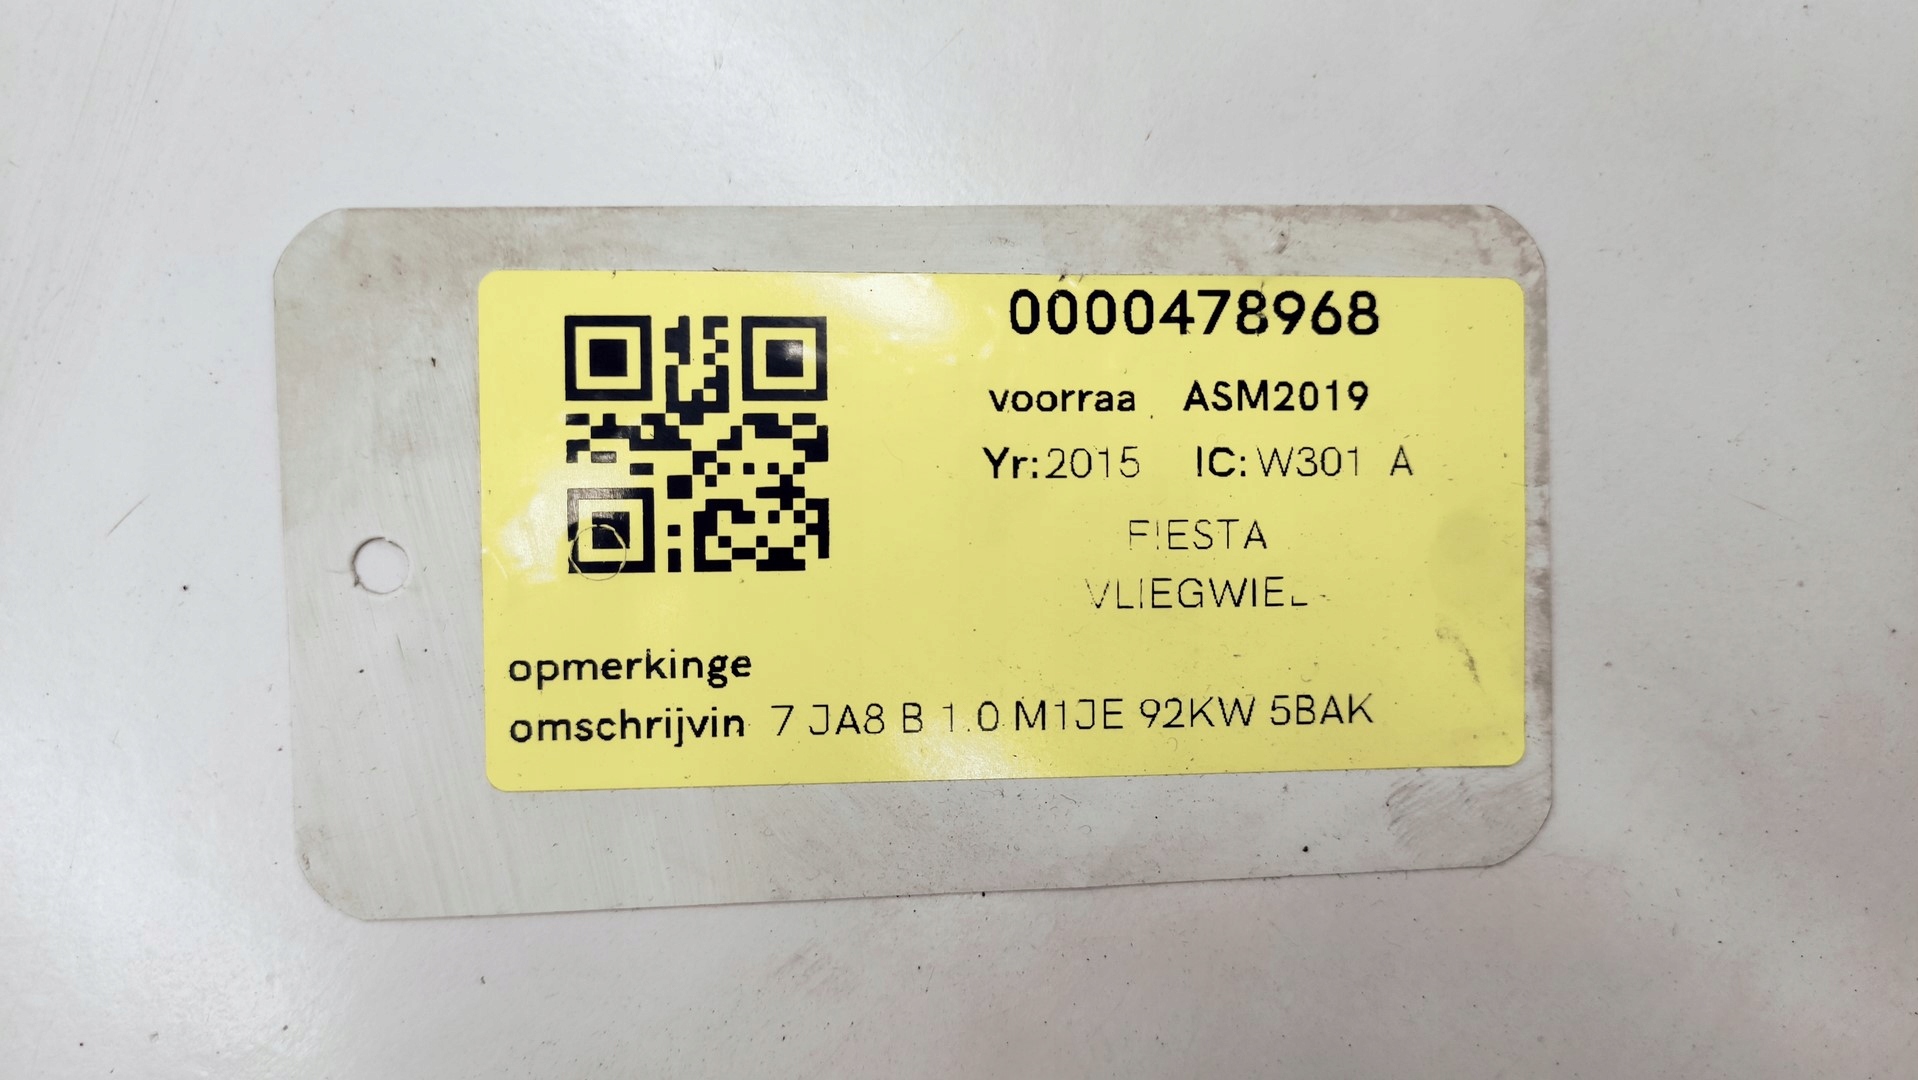 0000478968
voorraa ASM2019
Yr: 2015 IC: W301 A
FIESTA
VLIEGWIEL
opmerkinge
omschrijvin 7 JA8 B 1.0 M1JE 92KW 5BAK